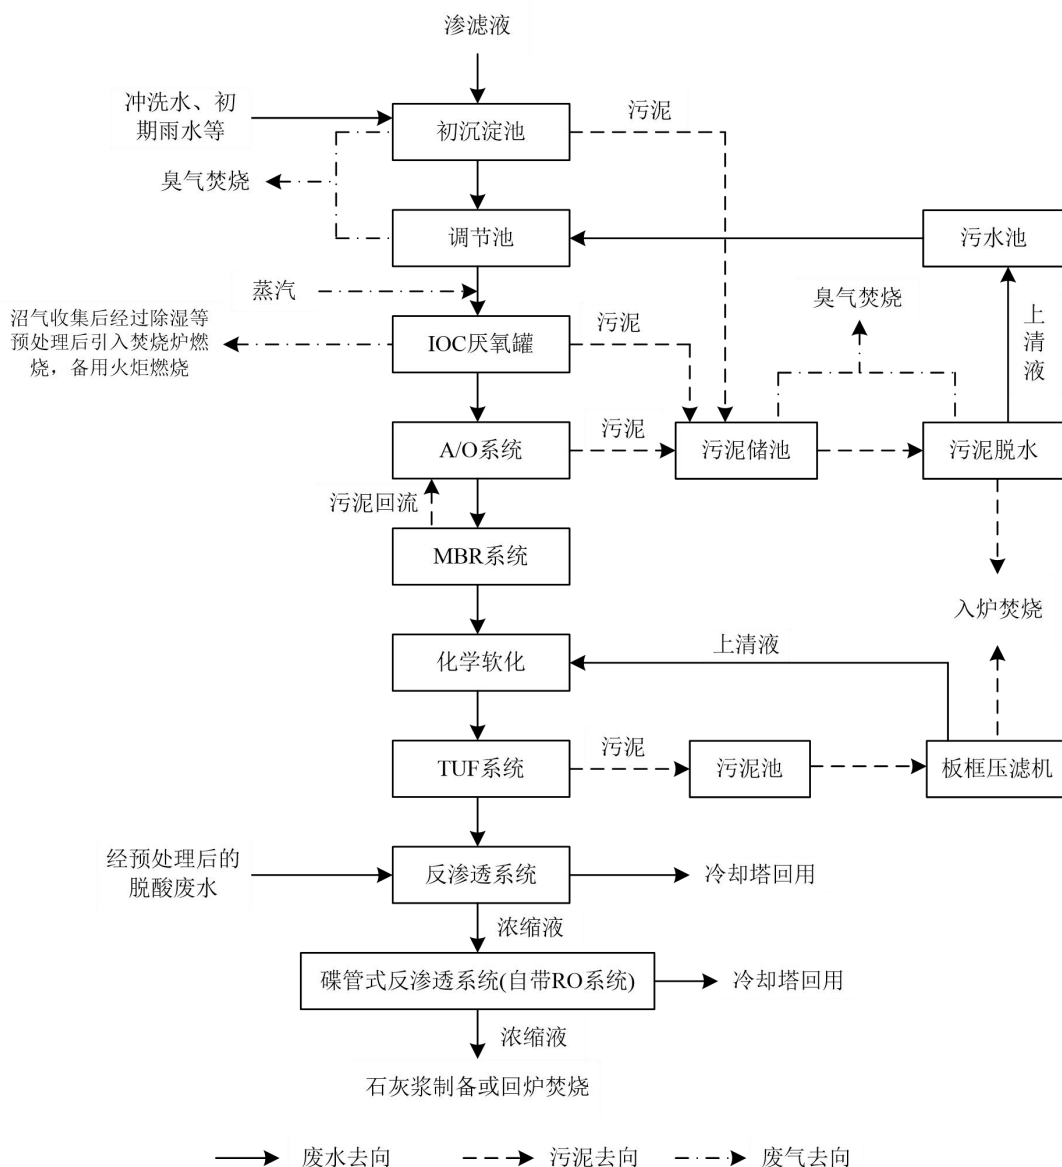 渗滤液
冲洗水、初
期雨水等
初沉淀池
污泥
臭气焚烧
调节池
污水池
蒸汽
臭气焚烧
上
清
液
沼气收集后经过除湿等
预处理后引入焚烧炉燃
烧，备用火炬燃烧
IOC厌氧罐
污泥
A/O系统
污泥
污泥储池
污泥脱水
污泥回流
MBR系统
入炉焚烧
化学软化
上清液
TUF系统
污泥
污泥池
板框压滤机
经预处理后的
脱酸废水
反渗透系统
冷却塔回用
浓缩液
碟管式反渗透系统(自带RO系统)
冷却塔回用
浓缩液
石灰浆制备或回炉焚烧
废水去向
污泥去向
废气去向